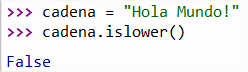 >>> cadena = "Hola Mundo!"
>>> cadena.islower()
False